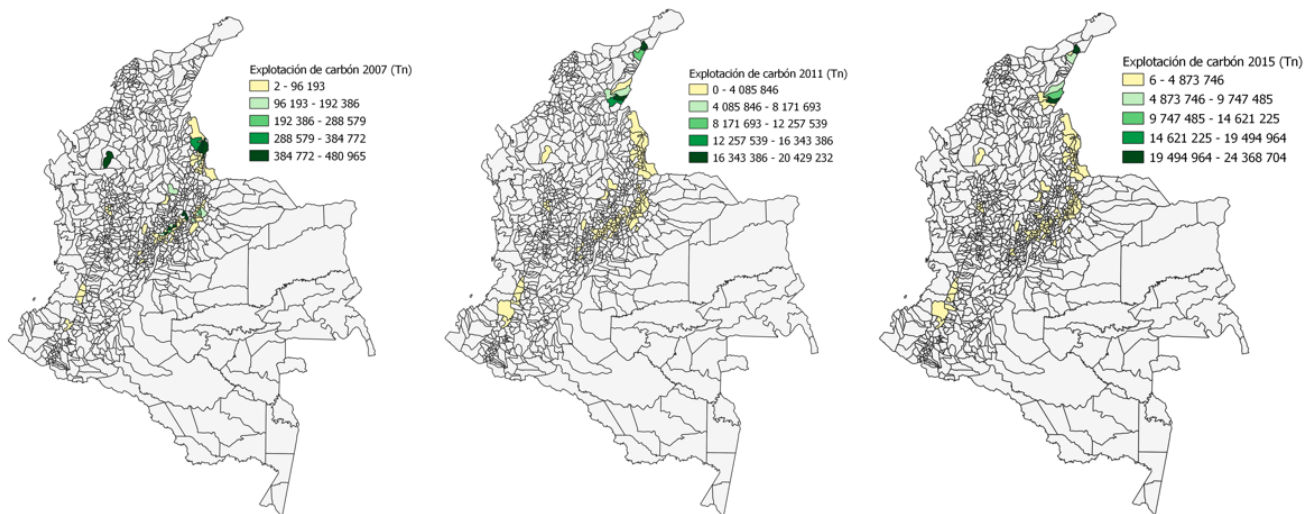 Explotación de carbón 2007 (Tn)
2 - 96 193
96 193 - 192 386
192 386 - 288 579
288 579 - 384 772
384 772 - 480 965
Explotación de carbón 2011 (Tn)
0 - 4 085 846
4 085 846 - 8 171 693
8 171 693 - 12 257 539
12 257 539 - 16 343 386
16 343 386 - 20 429 232
Explotación de carbón 2015 (Tn)
6 - 4 873 746
4 873 746 - 9 747 485
9 747 485 - 14 621 225
14 621 225 - 19 494 964
19 494 964 - 24 368 704